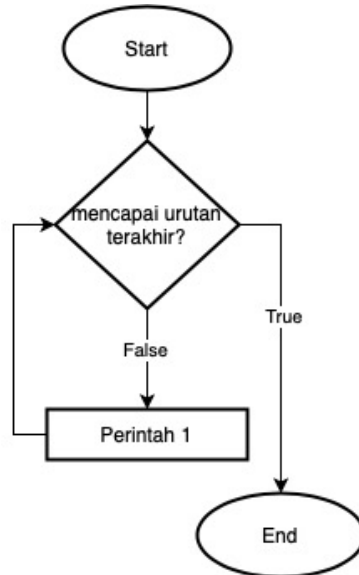 Start
mencapai urutan
terakhir?
True
False
Perintah 1
End